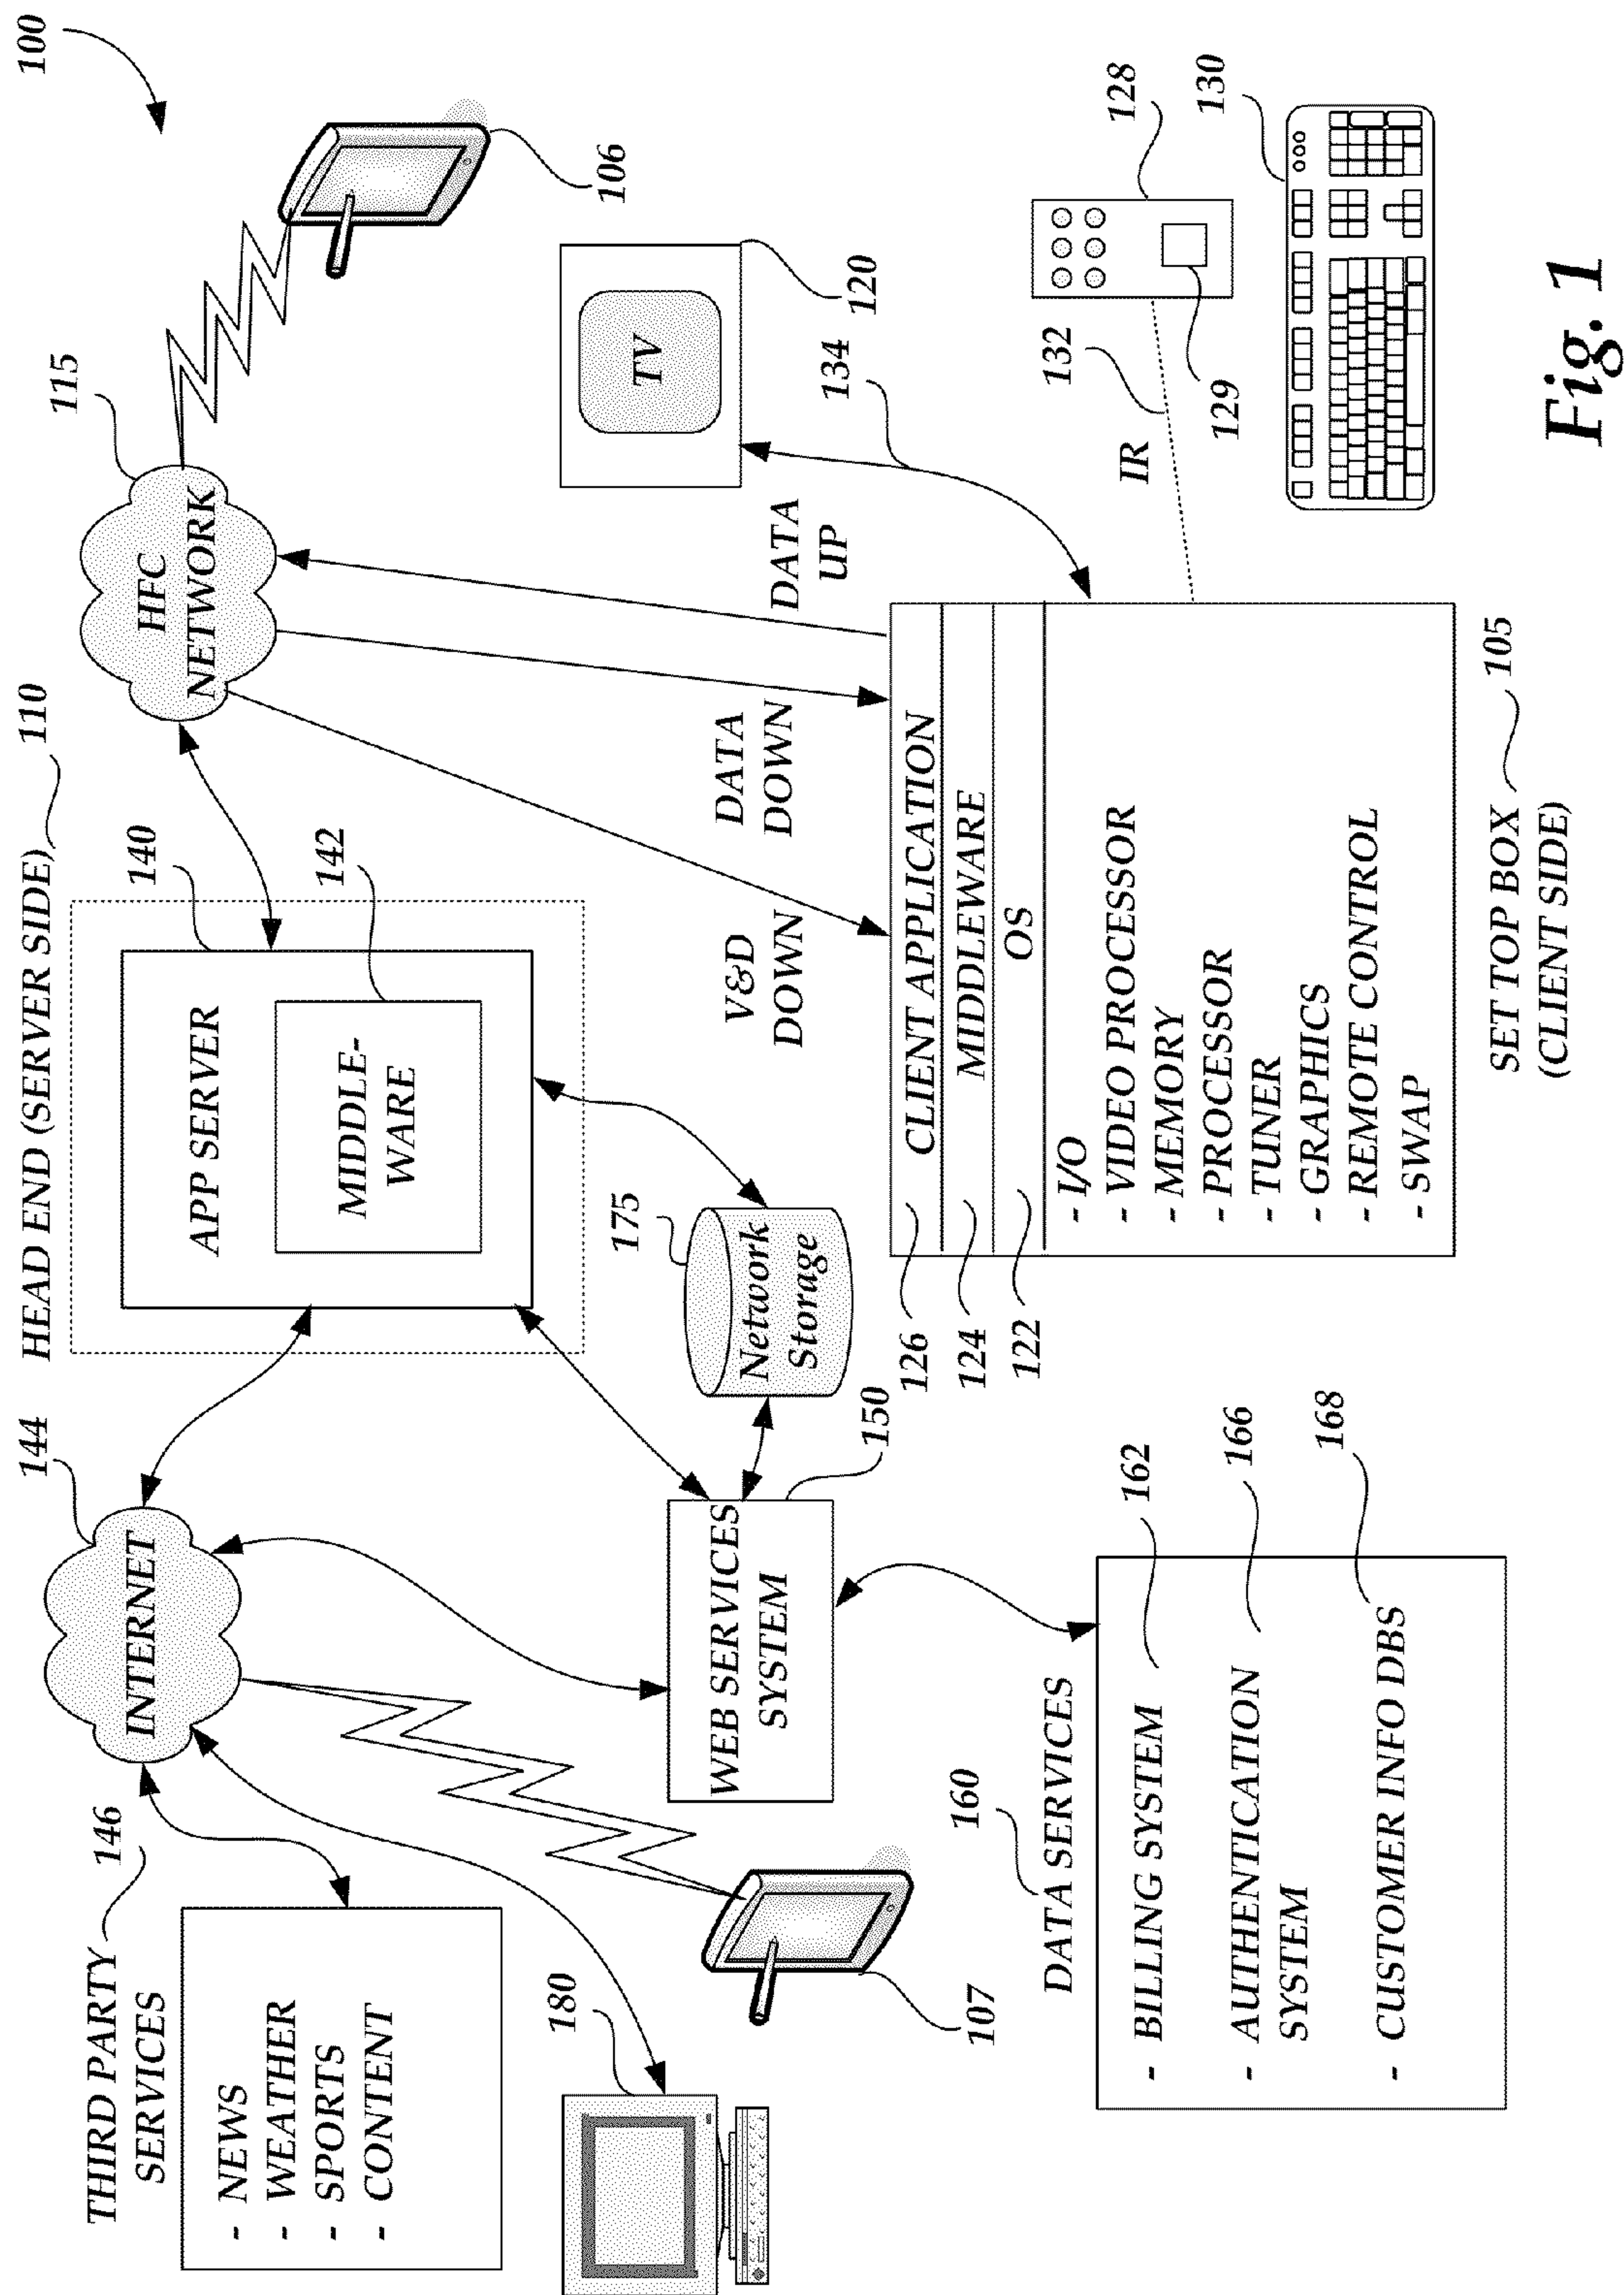 100
HEAD END (SERVER SIDE)
110
THIRD PARTY
SERVICES
146
- NEWS
- WEATHER
- SPORTS
- CONTENT
144
INTERNET
140
APP SERVER
142
MIDDLE-
WARE
115
HFC
NETWORK
106
180
107
WEB SERVICES
SYSTEM
150
175
Network
Storage
V&D
DOWN
DATA
DOWN
DATA
UP
TV
120
134
160
DATA SERVICES
- BILLING SYSTEM
162
- AUTHENTICATION
SYSTEM
166
- CUSTOMER INFO DBS
168
126
CLIENT APPLICATION
124
MIDDLEWARE
122
OS
- I/O
- VIDEO PROCESSOR
- MEMORY
- PROCESSOR
- TUNER
- GRAPHICS
- REMOTE CONTROL
- SWAP
SET TOP BOX
(CLIENT SIDE)
105
IR
132
128
129
130
Fig. 1